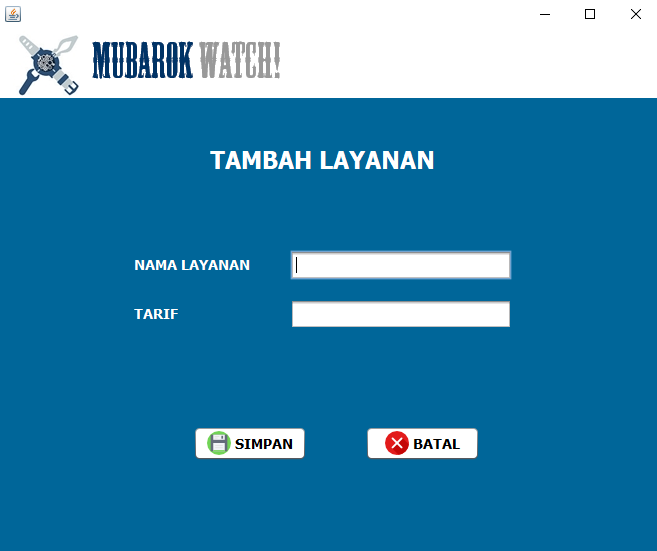 MUBAROK WATCH!
TAMBAH LAYANAN
NAMA LAYANAN
TARIF
SIMPAN BATAL